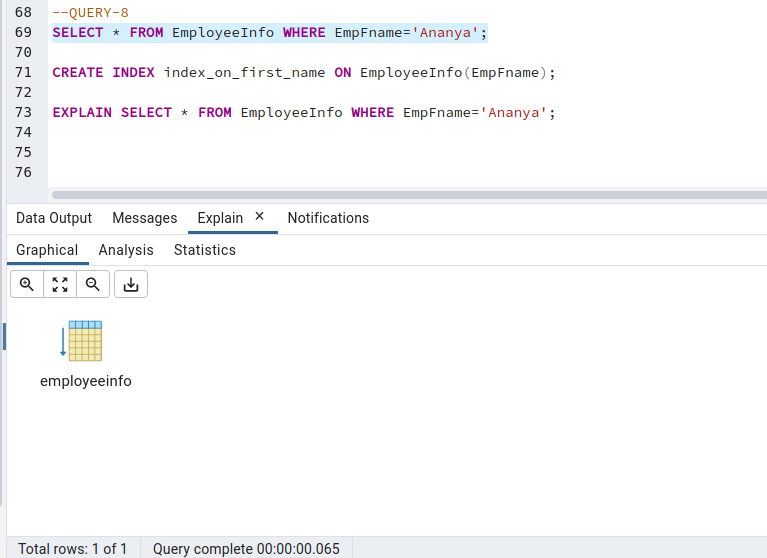 68 --QUERY-8
69 SELECT * FROM EmployeeInfo WHERE EmpFname='Ananya';
70
71 CREATE INDEX index_on_first_name ON EmployeeInfo(EmpFname);
72
73 EXPLAIN SELECT * FROM EmployeeInfo WHERE EmpFname='Ananya';
74
75
76
Data Output Messages Explain × Notifications
Graphical Analysis Statistics
employeeinfo
Total rows: 1 of 1 Query complete 00:00:00.065